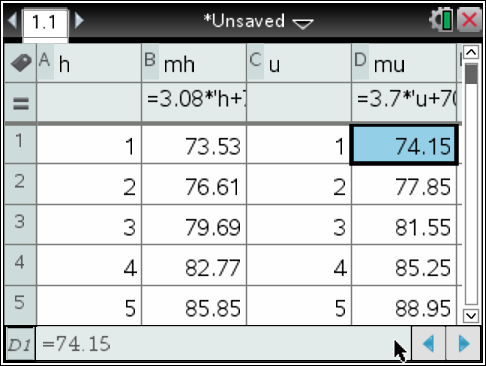 1.1 *Unsaved
A h B mh C u D mu
= =3.08*'h+7 =3.7*'u+70
1 1 73.53 1 74.15
2 2 76.61 2 77.85
3 3 79.69 3 81.55
4 4 82.77 4 85.25
5 5 85.85 5 88.95
D1 =74.15